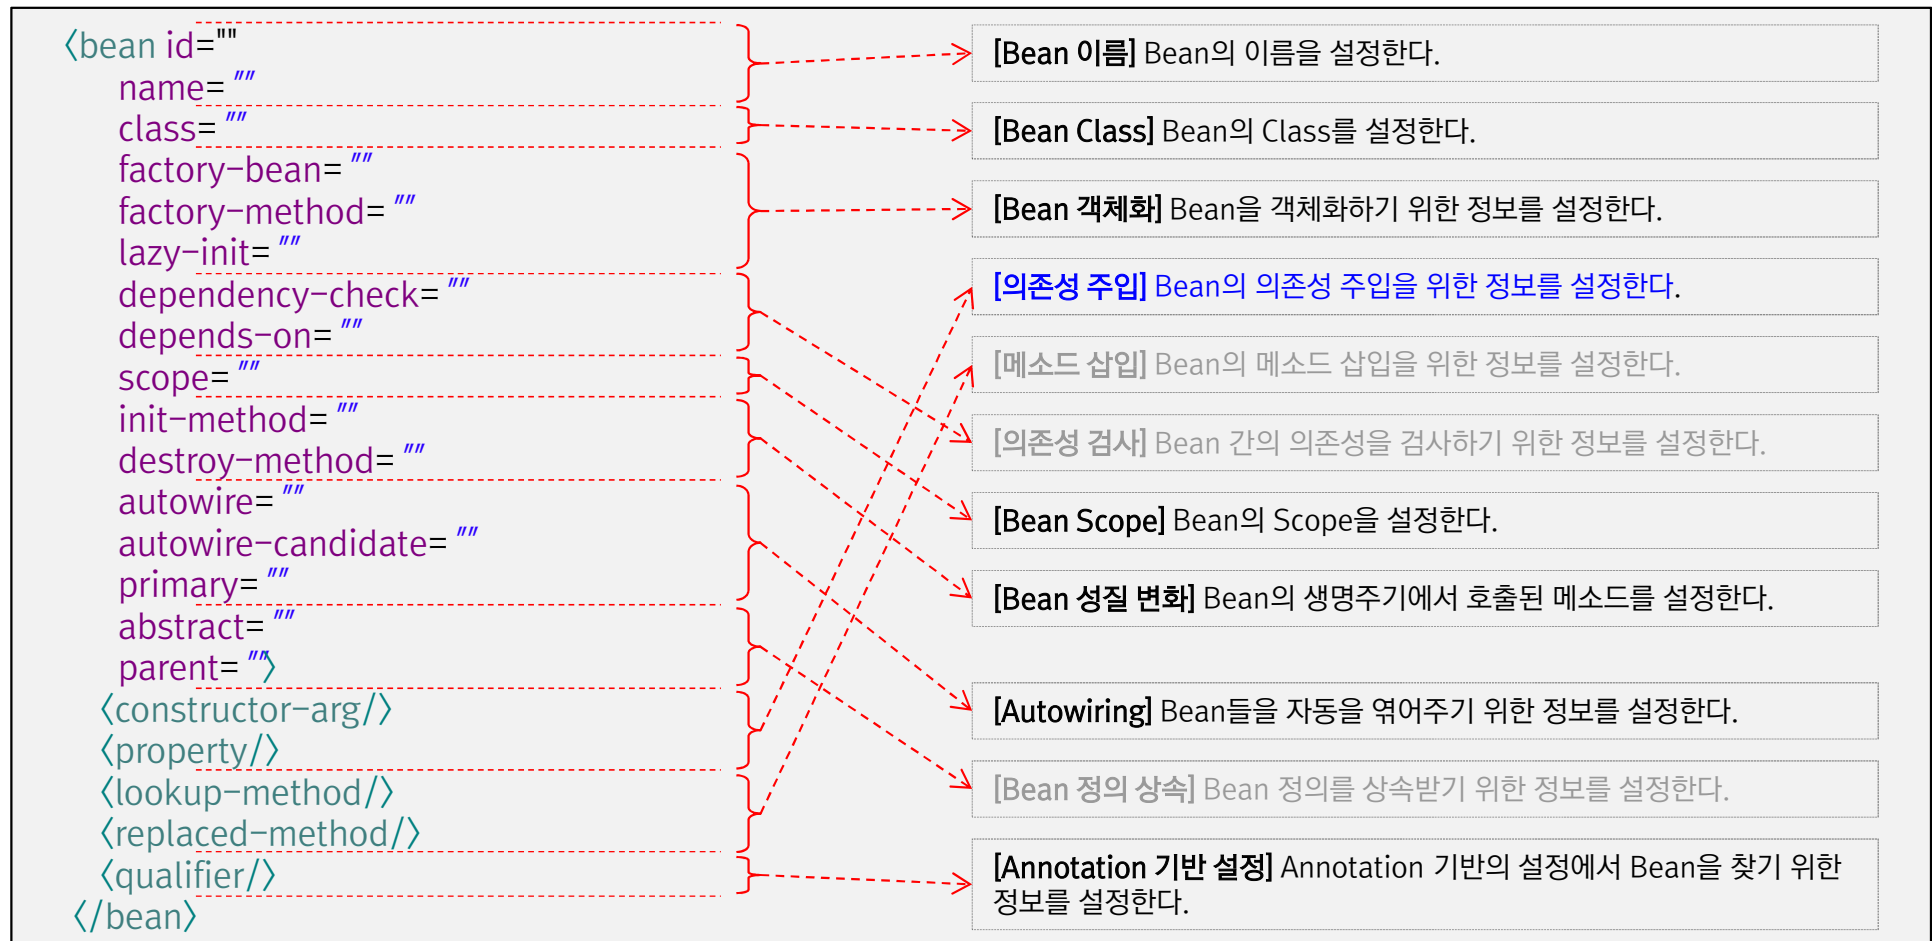 <bean id=""
name=""
class=""
factory-bean=""
factory-method=""
lazy-init=""
dependency-check=""
depends-on=""
scope=""
init-method=""
destroy-method=""
autowire=""
autowire-candidate=""
primary=""
abstract=""
parent="">
<constructor-arg/>
<property/>
<lookup-method/>
<replaced-method/>
<qualifier/>
</bean>
[Bean 이름] Bean의 이름을 설정한다.
[Bean Class] Bean의 Class를 설정한다.
[Bean 객체화] Bean을 객체화하기 위한 정보를 설정한다.
[의존성 주입] Bean의 의존성 주입을 위한 정보를 설정한다.
[메소드 삽입] Bean의 메소드 삽입을 위한 정보를 설정한다.
[의존성 검사] Bean 간의 의존성을 검사하기 위한 정보를 설정한다.
[Bean Scope] Bean의 Scope을 설정한다.
[Bean 성질 변화] Bean의 생명주기에서 호출된 메소드를 설정한다.
[Autowiring] Bean들을 자동을 엮어주기 위한 정보를 설정한다.
[Bean 정의 상속] Bean 정의를 상속받기 위한 정보를 설정한다.
[Annotation 기반 설정] Annotation 기반의 설정에서 Bean을 찾기 위한
정보를 설정한다.